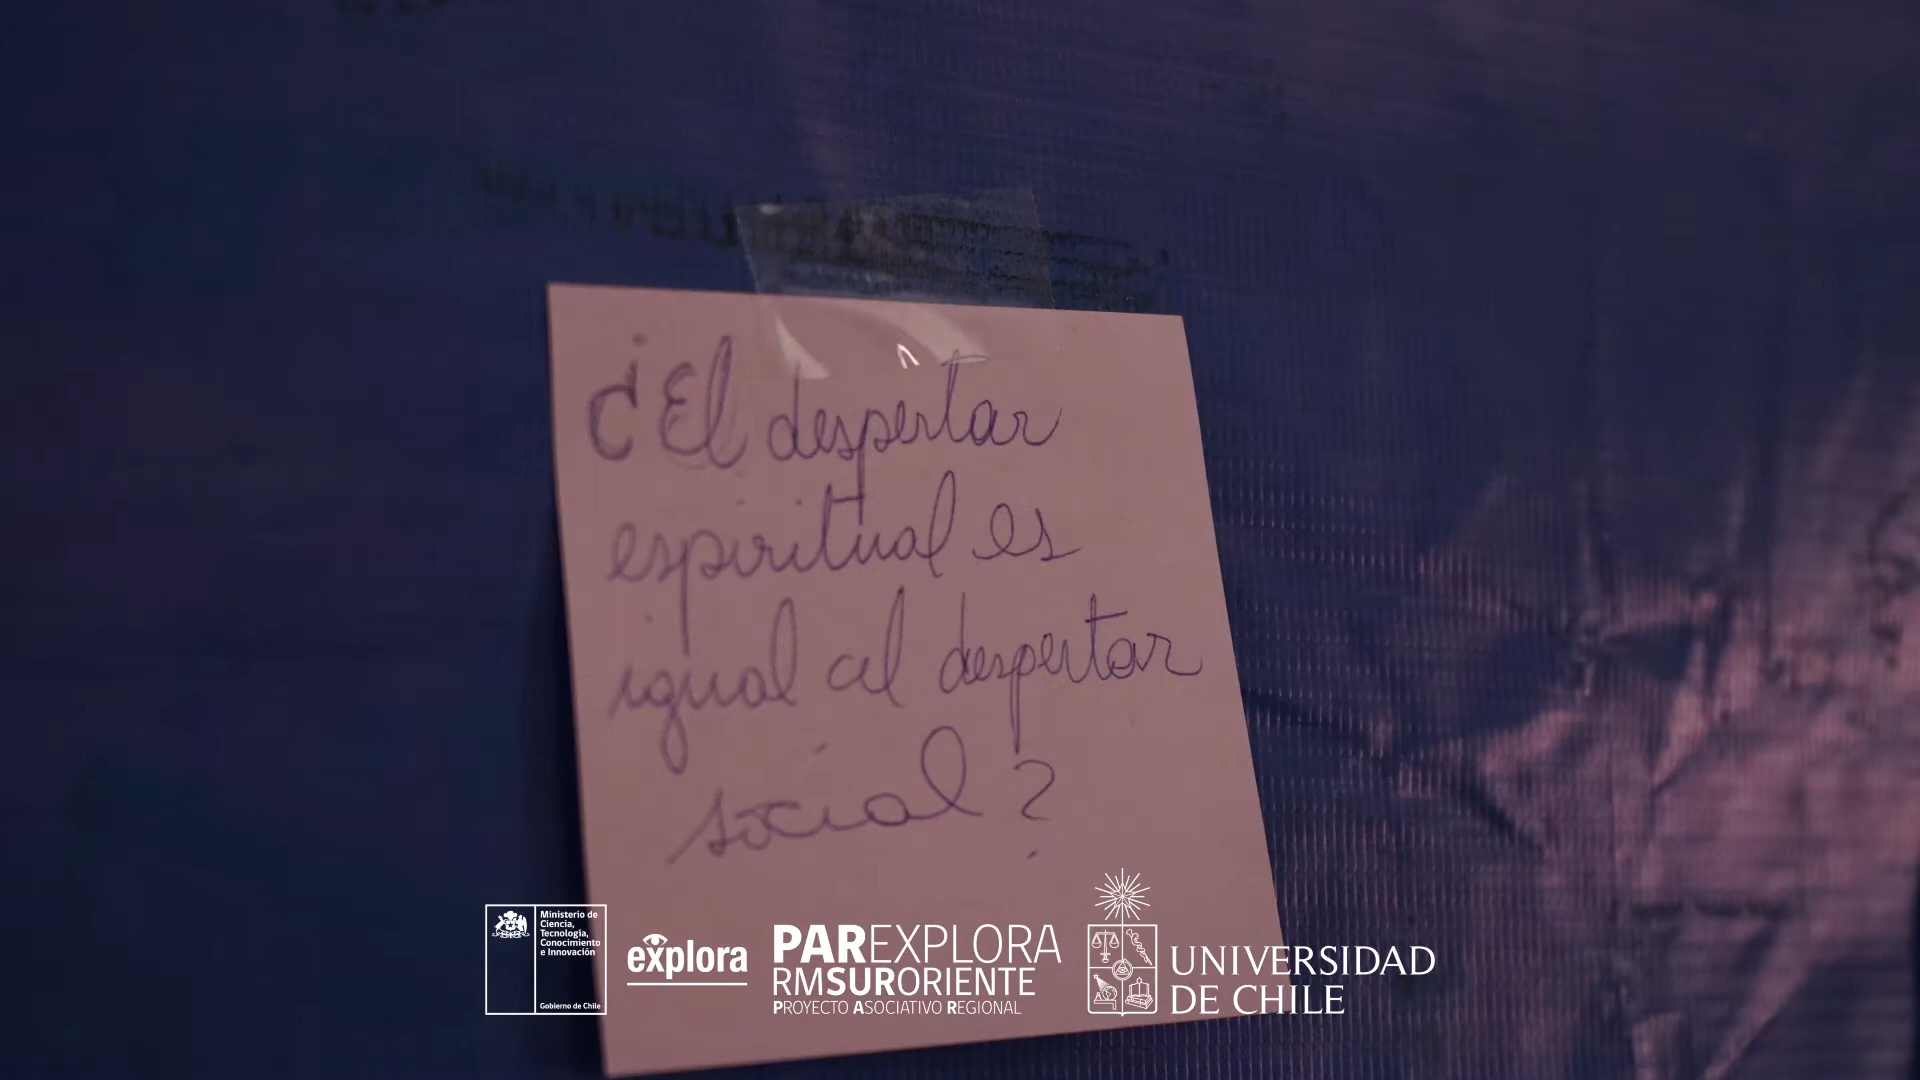 ¿El despertar
espiritual es
igual al despertar
social?
Ministerio de
Ciencia,
Tecnología,
Conocimiento
e Innovación
Gobierno de Chile
explora
PAREXPLORA
RMSURORIENTE
PROYECTO ASOCIATIVO REGIONAL
UNIVERSIDAD
DE CHILE